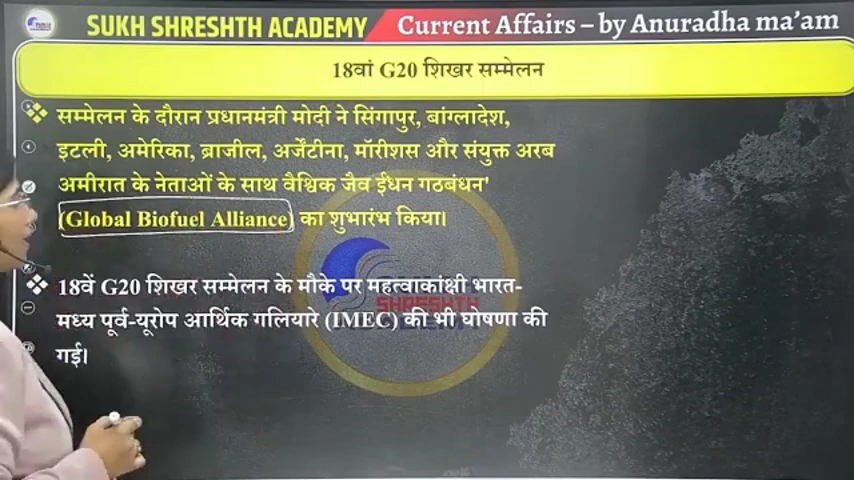 SUKH SHRESHTH ACADEMY
Current Affairs – by Anuradha ma'am
18वां G20 शिखर सम्मेलन
सम्मेलन के दौरान प्रधानमंत्री मोदी ने सिंगापुर, बांग्लादेश,
इटली, अमेरिका, ब्राजील, अर्जेंटीना, मॉरीशस और संयुक्त अरब
अमीरात के नेताओं के साथ वैश्विक जैव ईंधन गठबंधन'
(Global Biofuel Alliance) का शुभारंभ किया।
18वें G20 शिखर सम्मेलन के मौके पर महत्वाकांक्षी भारत-
मध्य पूर्व-यूरोप आर्थिक गलियारे (IMEC) की भी घोषणा की
गई।
SHRESHTH